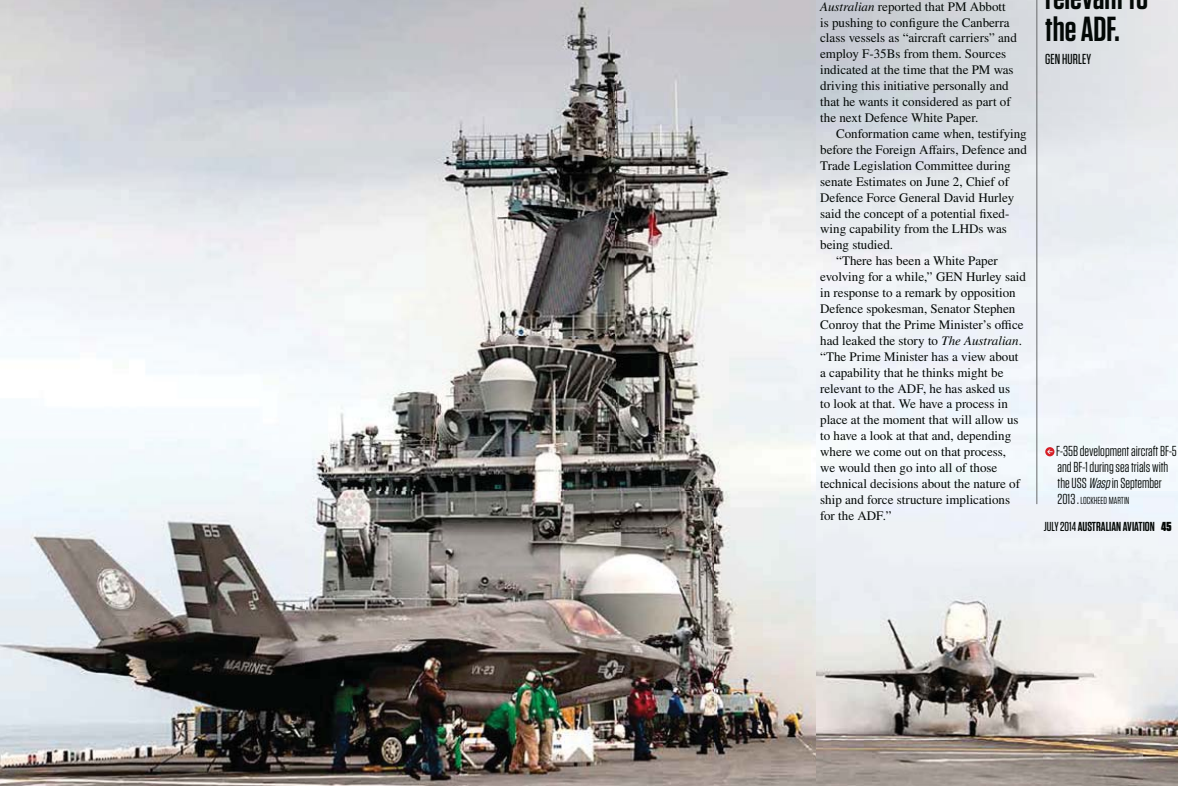 Australian reported that PM Abbott
is pushing to configure the Canberra
class vessels as “aircraft carriers” and
employ F-35Bs from them. Sources
indicated at the time that the PM was
driving this initiative personally and
that he wants it considered as part of
the next Defence White Paper.
Conformation came when, testifying
before the Foreign Affairs, Defence and
Trade Legislation Committee during
senate Estimates on June 2, Chief of
Defence Force General David Hurley
said the concept of a potential fixed-
wing capability from the LHDs was
being studied.
“There has been a White Paper
evolving for a while,” GEN Hurley said
in response to a remark by opposition
Defence spokesman, Senator Stephen
Conroy that the Prime Minister’s office
had leaked the story to The Australian.
“The Prime Minister has a view about
a capability that he thinks might be
relevant to the ADF, he has asked us
to look at that. We have a process in
place at the moment that will allow us
to have a look at that and, depending
where we come out on that process,
we would then go into all of those
technical decisions about the nature of
ship and force structure implications
for the ADF.”
relevant to
the ADF.
GEN HURLEY
F-35B development aircraft BF-5
and BF-1 during sea trials with
the USS Wasp in September
2013. LOCKHEED MARTIN
JULY 2014 AUSTRALIAN AVIATION 45
65
SD
MARINES
VX-23